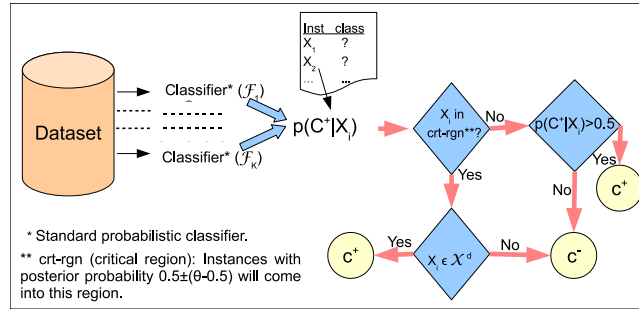 Inst class
X₁ ?
X₂ ?
... ...
Dataset
Classifier* (ℱ₁)
Classifier* (ℱ_K)
p(C⁺|Xᵢ)
Xᵢ in
crt-rgn**?
No
p(C⁺|Xᵢ)>0.5
Yes
c⁺
Yes
No
Xᵢ ϵ 𝒳ᵈ
Yes
c⁺
No
c⁻
* Standard probabilistic classifier.
** crt-rgn (critical region): Instances with
posterior probability 0.5±(θ-0.5) will come
into this region.